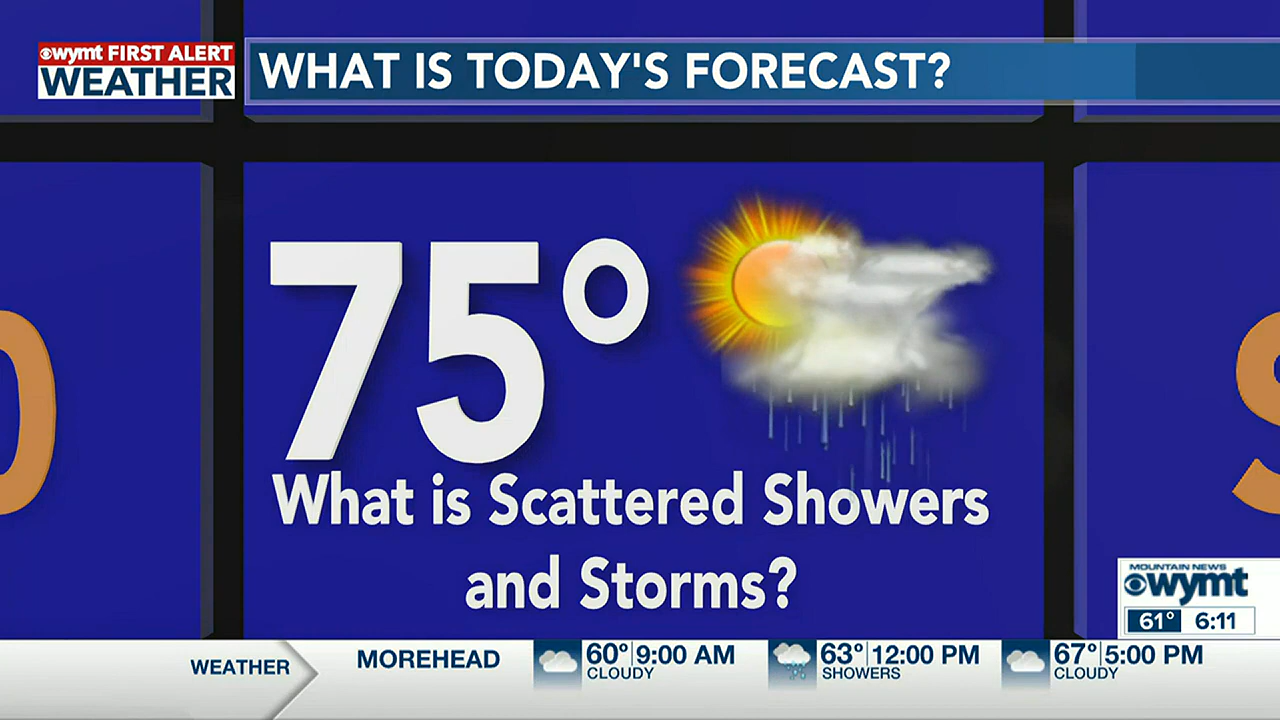 wymt FIRST ALERT
WEATHER
WHAT IS TODAY'S FORECAST?
75°
What is Scattered Showers
and Storms?
MOUNTAIN NEWS
wymt
61° 6:11
WEATHER
MOREHEAD
60° 9:00 AM
CLOUDY
63° 12:00 PM
SHOWERS
67° 5:00 PM
CLOUDY